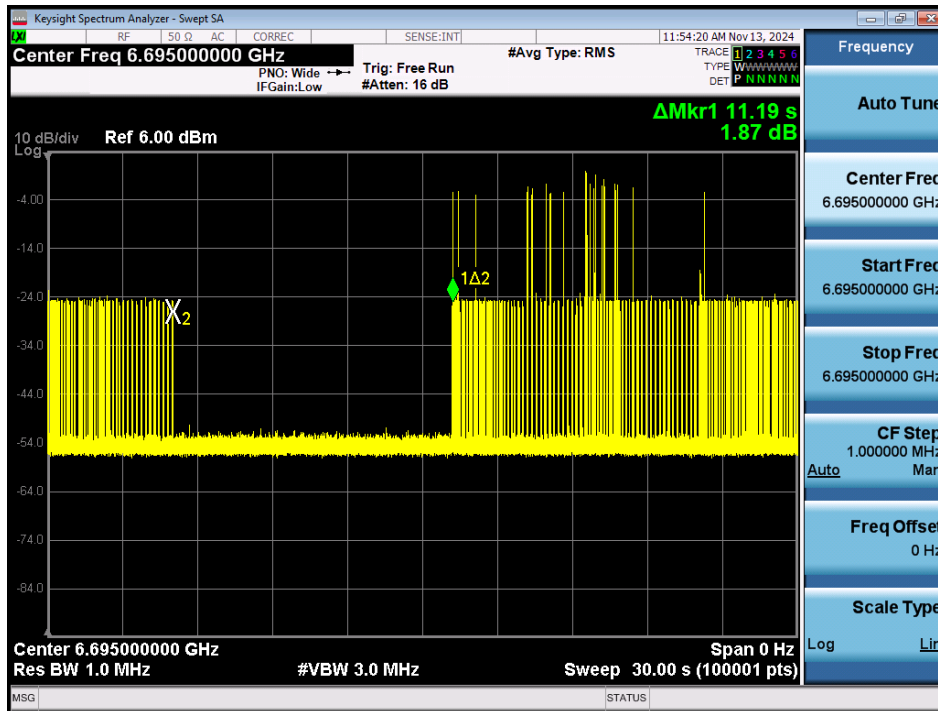 Keysight Spectrum Analyzer - Swept SA
LXI RF 50 Ω AC CORREC SENSE:INT 11:54:20 AM Nov 13, 2024
Center Freq 6.695000000 GHz
PNO: Wide
IFGain:Low
Trig: Free Run
#Atten: 16 dB
#Avg Type: RMS
TRACE 1 2 3 4 5 6
TYPE WWWWWW
DET P N N N N N
ΔMkr1 11.19 s
1.87 dB
10 dB/div Ref 6.00 dBm
Log
-4.00
-14.0
-24.0
-34.0
-44.0
-54.0
-64.0
-74.0
-84.0
1Δ2
X2
Center 6.695000000 GHz Span 0 Hz
Res BW 1.0 MHz #VBW 3.0 MHz Sweep 30.00 s (100001 pts)
MSG STATUS
Frequency
Auto Tune
Center Freq
6.695000000 GHz
Start Freq
6.695000000 GHz
Stop Freq
6.695000000 GHz
CF Step
1.000000 MHz
Auto Man
Freq Offset
0 Hz
Scale Type
Log Lin